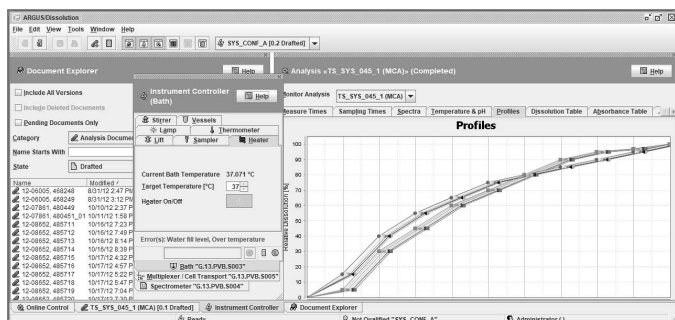 ARGUS/Dissolution
File Edit View Tools Window Help
SYS_CONF_A [0.2 Drafted]
Document Explorer
Help
Include All Versions
Include Deleted Documents
Pending Documents Only
Category
Analysis Documen
Name Starts With
State
Drafted
Name Modified
12-06005, 468248 8/31/12 2:47 PM
12-06005, 468249 8/31/12 3:12 PM
12-07861, 480449 10/10/12 2:37 P
12-07861, 480451_01 10/11/12 1:58 P
12-08652, 485711 10/16/12 7:23 P
12-08652, 485712 10/16/12 7:49 P
12-08652, 485713 10/16/12 8:14 P
12-08652, 485714 10/16/12 8:39 P
12-08652, 485715 10/17/12 4:32 P
12-08652, 485716 10/17/12 4:57 P
12-08652, 485717 10/17/12 5:22 P
12-08652, 485718 10/17/12 5:47 P
12-08652, 485719 10/17/12 7:04 P
12-08652, 485720 10/17/12 7:30 P
Instrument Controller
(Bath)
Help
Stirrer Vessels
Lamp Thermometer
Lift Sampler Heater
Current Bath Temperature 37.071 °C
Target Temperature [°C] 37
Heater On/Off
Error(s): Water fill level, Over temperature
Bath "G.13.PVB.S003"
Multiplexer / Cell Transport "G.13.PVB.S005"
Spectrometer "G.13.PVB.S004"
Analysis «TS_SYS_045_1 (MCA)» (Completed)
Help
Monitor Analysis TS_SYS_045_1 (MCA)
Measure Times Sampling Times Spectra Temperature & pH Profiles Dissolution Table Absorbance Table
Profiles
Relative Dissolution [%]
100
90
80
70
60
50
40
30
20
10
0
Online Control TS_SYS_045_1 (MCA) [0.1 Drafted] Instrument Controller Document Explorer
Ready Not Qualified "SYS_CONF_A" Administrator ( )